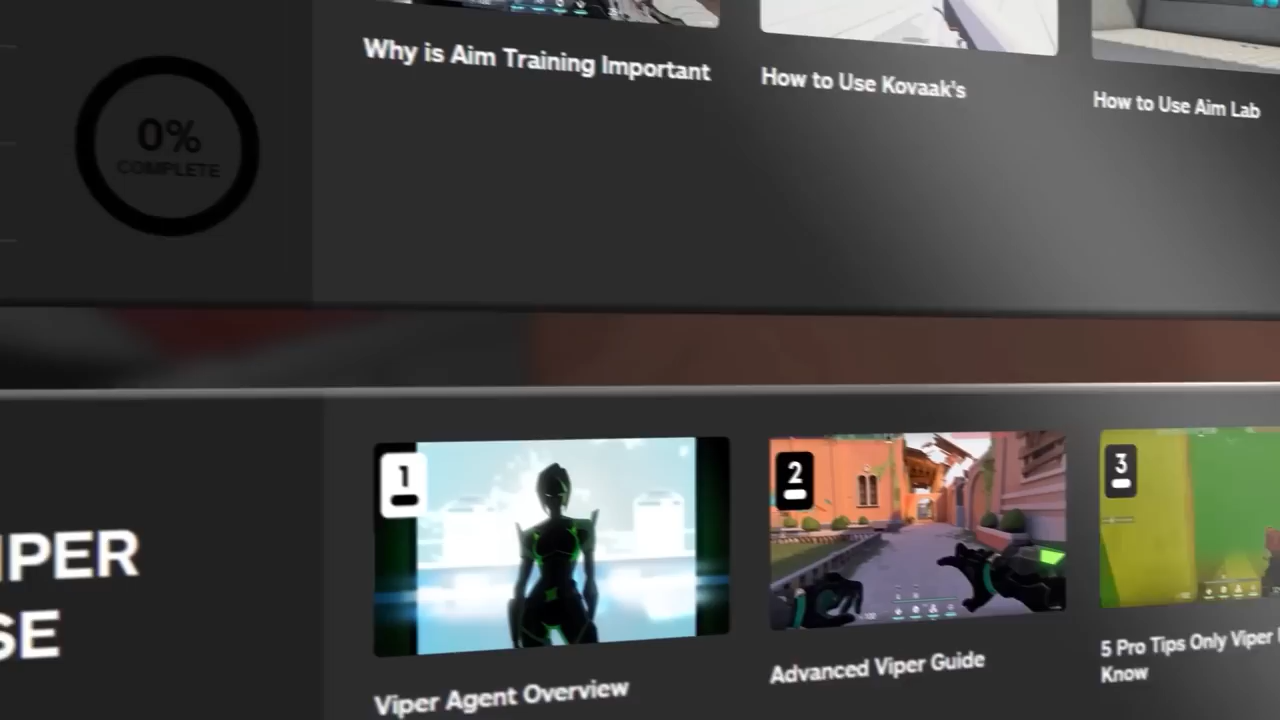 Why is Aim Training Important
How to Use Kovaak's
How to Use Aim Lab
0%
COMPLETE
1
2
3
IPER
SE
Viper Agent Overview
Advanced Viper Guide
5 Pro Tips Only Viper
Know